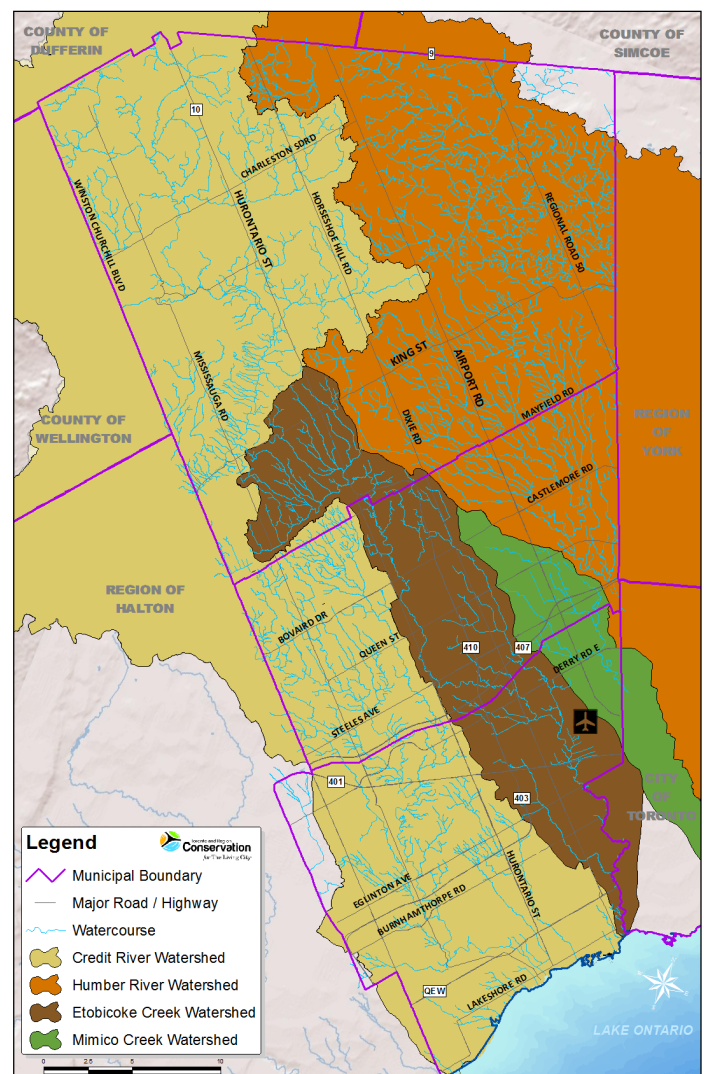 COUNTY OF
DUFFERIN
COUNTY OF
SIMCOE
9
10
CHARLESTON SDRD
WINSTON CHURCHILL BLVD
HURONTARIO ST
HORSESHOE HILL RD
REGIONAL ROAD 50
MISSISSAUGA RD
KING ST
AIRPORT RD
DIXIE RD
MAYFIELD RD
COUNTY OF
WELLINGTON
REGION
OF
YORK
CASTLEMORE RD
REGION OF
HALTON
BOVAIRD DR
QUEEN ST
410
407
DERRY RD E
STEELES AVE
401
403
CITY
OF
TORONTO
EGLINTON AVE
BURNHAMTHORPE RD
HURONTARIO ST
QEW
LAKESHORE RD
LAKE ONTARIO
Legend
Toronto and Region
Conservation
for The Living City
Municipal Boundary
Major Road / Highway
Watercourse
Credit River Watershed
Humber River Watershed
Etobicoke Creek Watershed
Mimico Creek Watershed
0 2.5 5 10